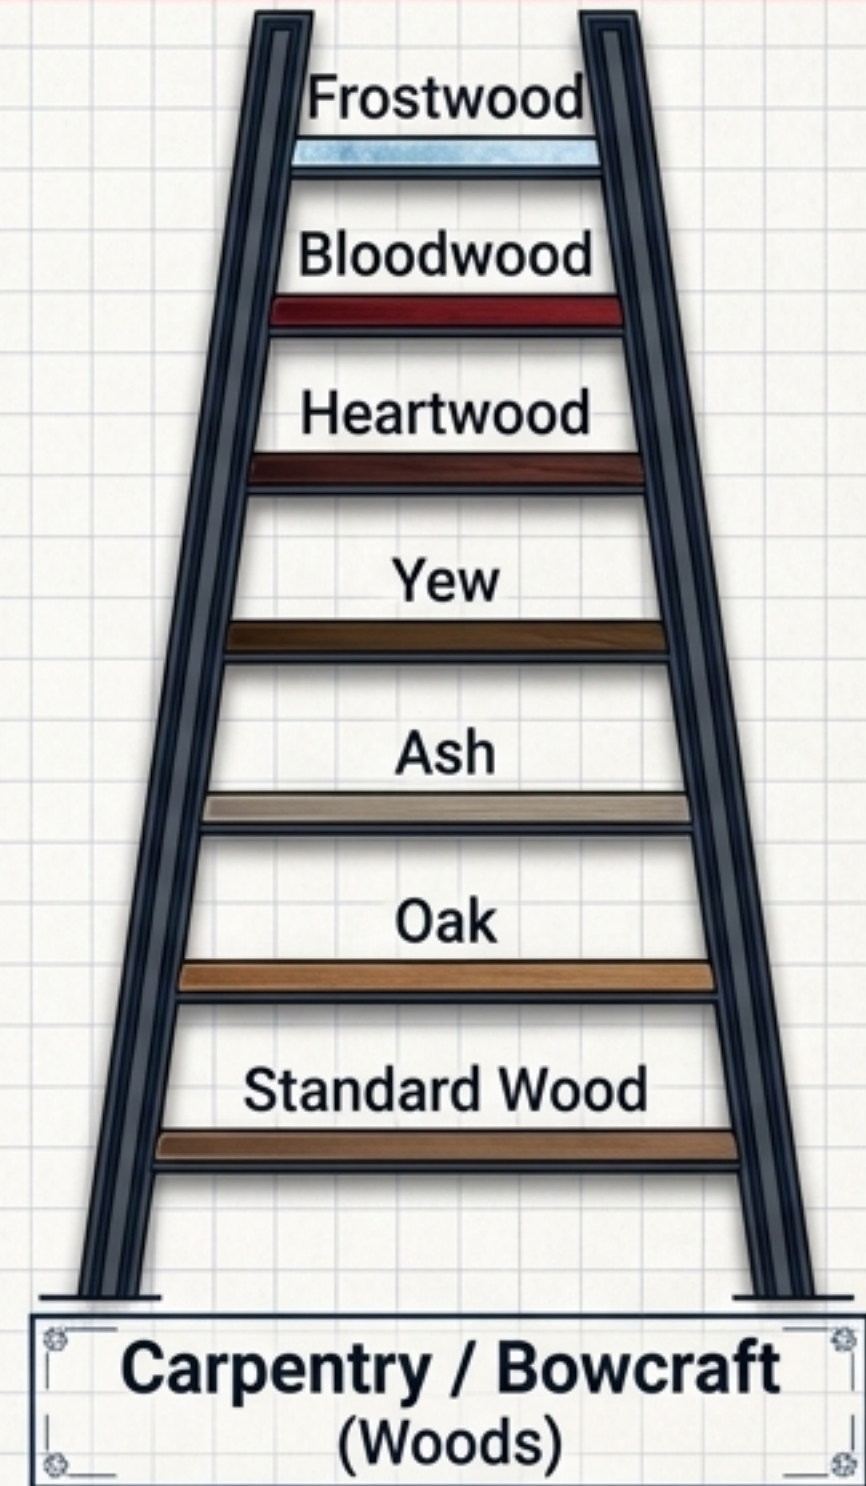 Frostwood
Bloodwood
Heartwood
Yew
Ash
Oak
Standard Wood
Carpentry / Bowcraft
(Woods)